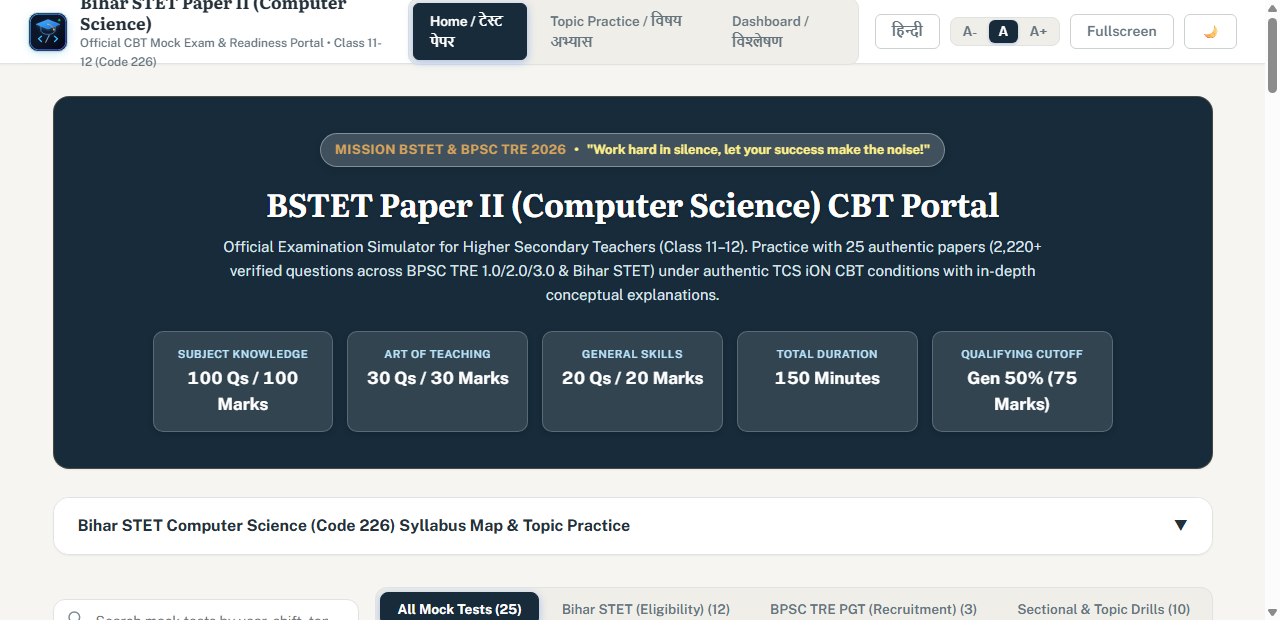 Bihar STET Paper II (Computer
Science)
Official CBT Mock Exam & Readiness Portal • Class 11-
12 (Code 226)
Home / टेस्ट
पेपर
Topic Practice / विषय
अभ्यास
Dashboard /
विश्लेषण
हिन्दी
A-
A
A+
Fullscreen
MISSION BSTET & BPSC TRE 2026 • "Work hard in silence, let your success make the noise!"
BSTET Paper II (Computer Science) CBT Portal
Official Examination Simulator for Higher Secondary Teachers (Class 11–12). Practice with 25 authentic papers (2,220+
verified questions across BPSC TRE 1.0/2.0/3.0 & Bihar STET) under authentic TCS iON CBT conditions with in-depth
conceptual explanations.
SUBJECT KNOWLEDGE
100 Qs / 100
Marks
ART OF TEACHING
30 Qs / 30 Marks
GENERAL SKILLS
20 Qs / 20 Marks
TOTAL DURATION
150 Minutes
QUALIFYING CUTOFF
Gen 50% (75
Marks)
Bihar STET Computer Science (Code 226) Syllabus Map & Topic Practice
Search mock tests by year, shift, top
All Mock Tests (25)
Bihar STET (Eligibility) (12)
BPSC TRE PGT (Recruitment) (3)
Sectional & Topic Drills (10)